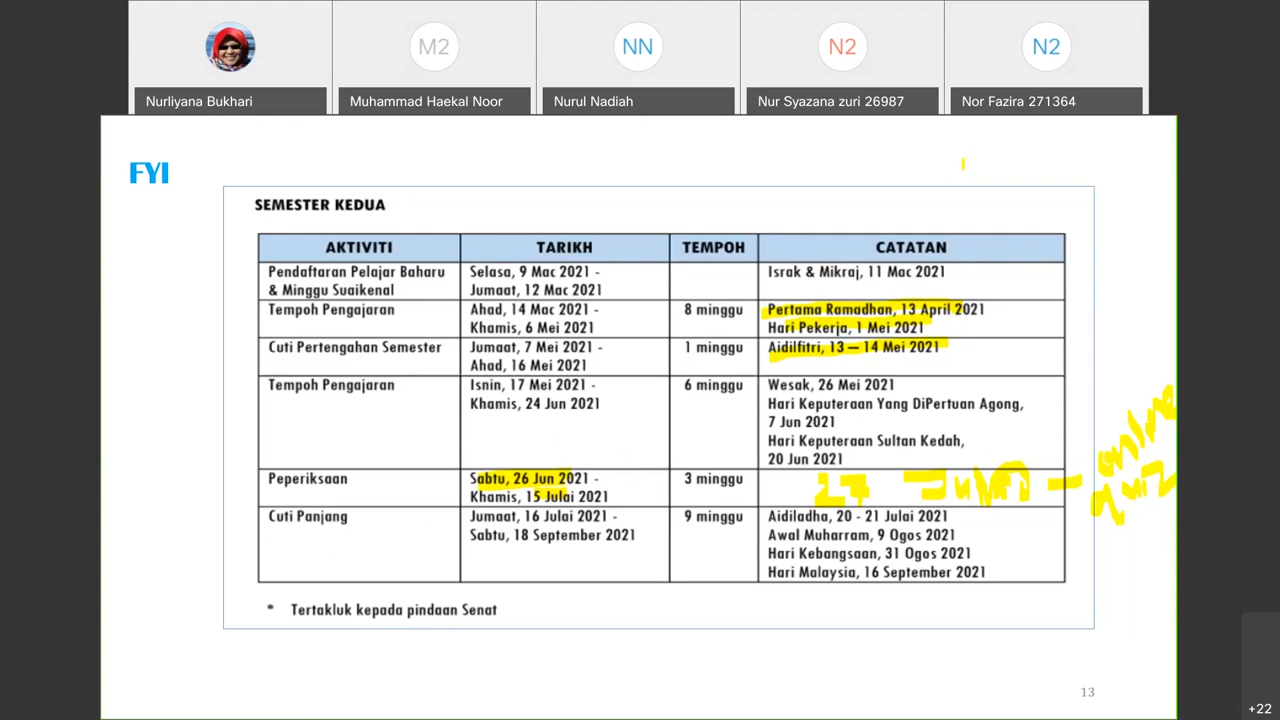 M2
NN
N2
N2
Nurliyana Bukhari
Muhammad Haekal Noor
Nurul Nadiah
Nur Syazana zuri 26987
Nor Fazira 271364
FYI
SEMESTER KEDUA
AKTIVITI TARIKH TEMPOH CATATAN
Pendaftaran Pelajar Baharu
& Minggu Suaikenal
Selasa, 9 Mac 2021 -
Jumaat, 12 Mac 2021
Israk & Mikraj, 11 Mac 2021
Tempoh Pengajaran
Ahad, 14 Mac 2021 -
Khamis, 6 Mei 2021
8 minggu
Pertama Ramadhan, 13 April 2021
Hari Pekerja, 1 Mei 2021
Cuti Pertengahan Semester
Jumaat, 7 Mei 2021 -
Ahad, 16 Mei 2021
1 minggu
Aidilfitri, 13 – 14 Mei 2021
Tempoh Pengajaran
Isnin, 17 Mei 2021 -
Khamis, 24 Jun 2021
6 minggu
Wesak, 26 Mei 2021
Hari Keputeraan Yang DiPertuan Agong,
7 Jun 2021
Hari Keputeraan Sultan Kedah,
20 Jun 2021
Peperiksaan
Sabtu, 26 Jun 2021 -
Khamis, 15 Julai 2021
3 minggu
27 Jun - online
quiz
Cuti Panjang
Jumaat, 16 Julai 2021 -
Sabtu, 18 September 2021
9 minggu
Aidiladha, 20 - 21 Julai 2021
Awal Muharram, 9 Ogos 2021
Hari Kebangsaan, 31 Ogos 2021
Hari Malaysia, 16 September 2021
* Tertakluk kepada pindaan Senat
13
+22